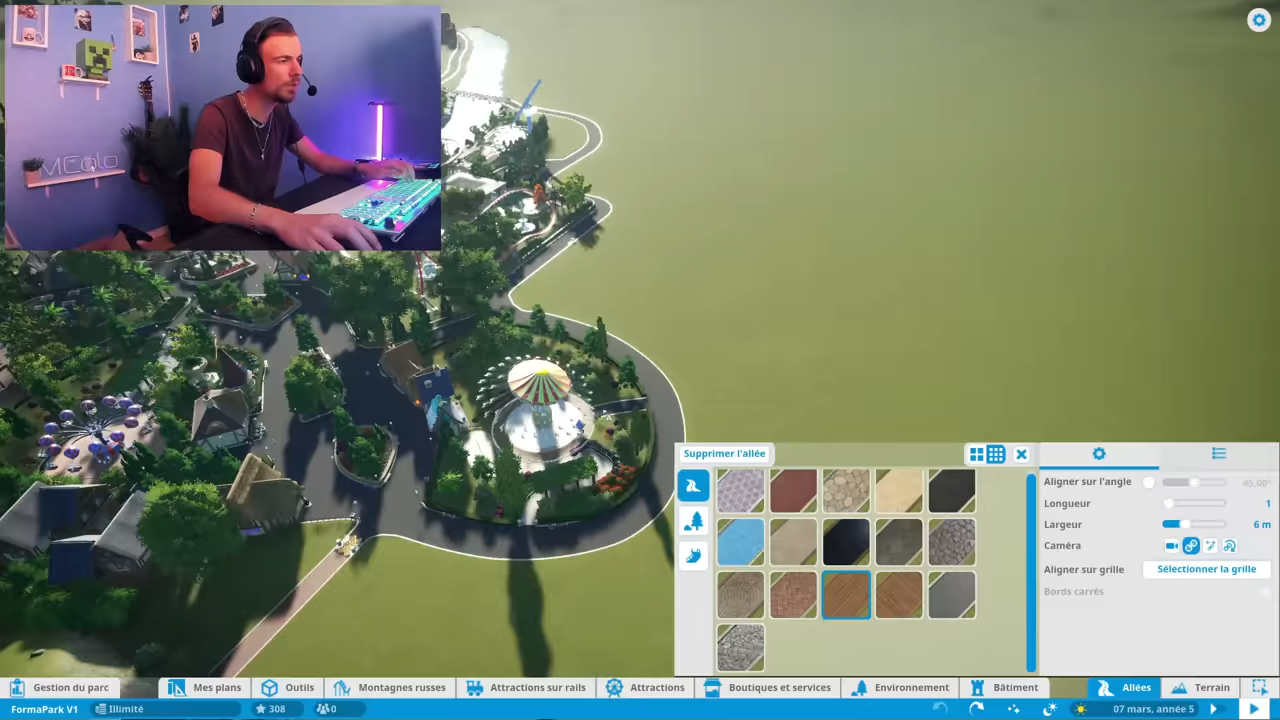 MEolo
Supprimer l'allée
Aligner sur l'angle
45,00°
Longueur
1
Largeur
6 m
Caméra
Aligner sur grille
Sélectionner la grille
Bords carrés
Gestion du parc
Mes plans
Outils
Montagnes russes
Attractions sur rails
Attractions
Boutiques et services
Environnement
Bâtiment
Allées
Terrain
FormaPark V1
Illimité
308
0
07 mars, année 5